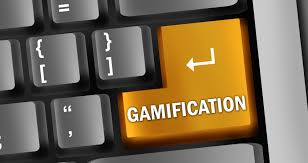 { }
[ ]
GAMIFICATION
“
,